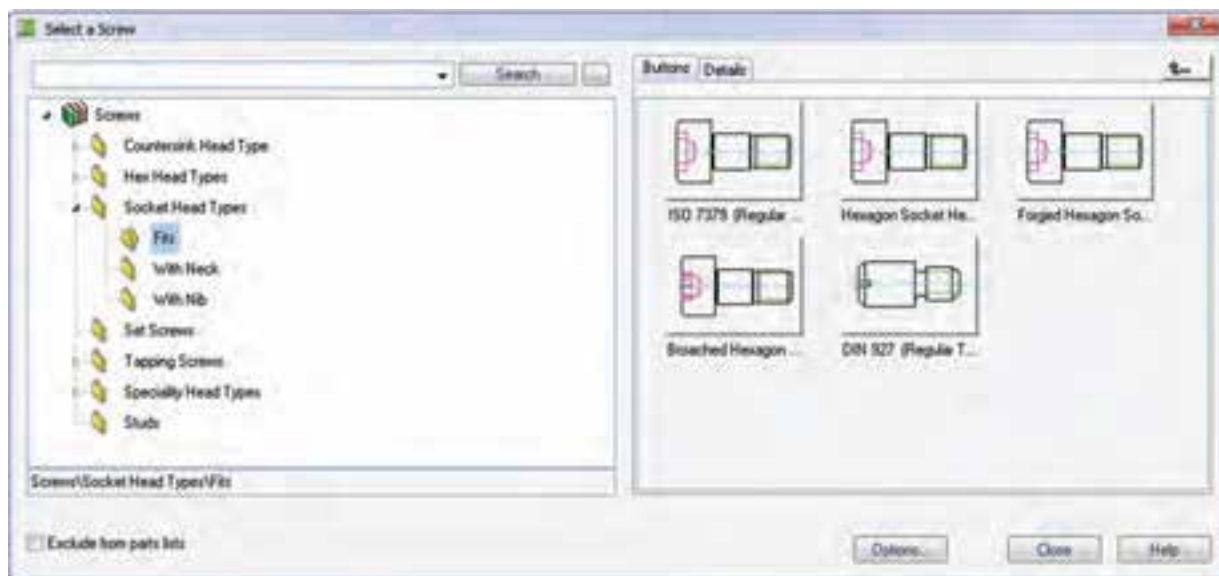 Select a Screw
Search
...
Screws
Countersink Head Type
Hex Head Types
Socket Head Types
Fits
With Neck
With Nib
Set Screws
Tapping Screws
Speciality Head Types
Studs
Screws\Socket Head Types\Fits
Exclude from parts lists
Buttons Details
ISO 7379 (Regular ... Hexagon Socket He... Forged Hexagon So...
Broached Hexagon ... DIN 927 (Regular T...
Options... Close Help